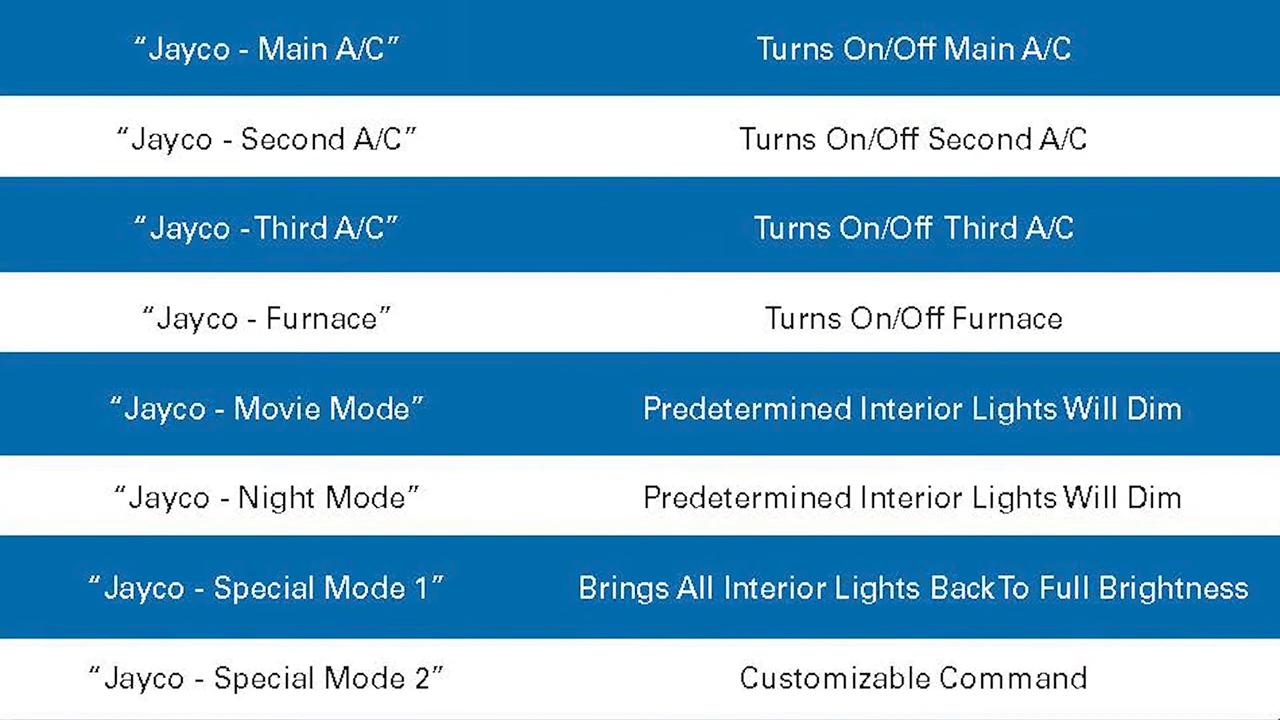 “Jayco - Main A/C” Turns On/Off Main A/C
“Jayco - Second A/C” Turns On/Off Second A/C
“Jayco - Third A/C” Turns On/Off Third A/C
“Jayco - Furnace” Turns On/Off Furnace
“Jayco - Movie Mode” Predetermined Interior Lights Will Dim
“Jayco - Night Mode” Predetermined Interior Lights Will Dim
“Jayco - Special Mode 1” Brings All Interior Lights Back To Full Brightness
“Jayco - Special Mode 2” Customizable Command